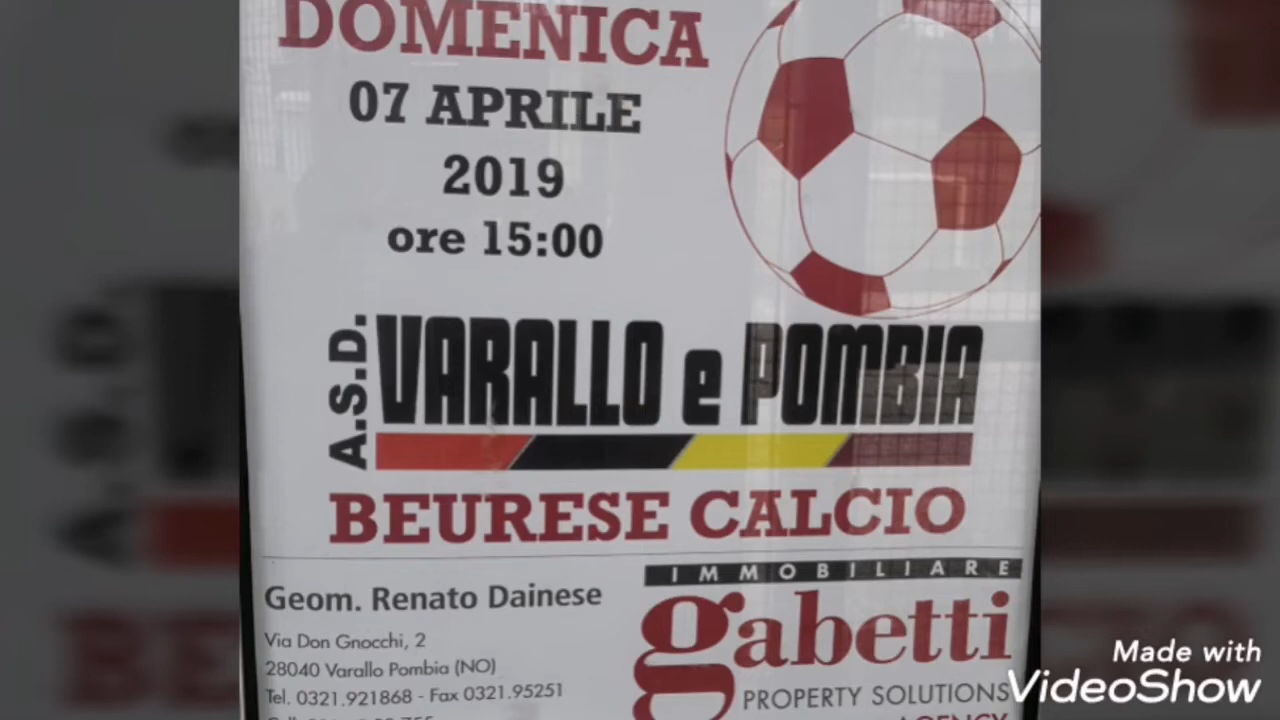 DOMENICA
07 APRILE
2019
ore 15:00
A.S.D. VARALLO e POMBIA
BEURESE CALCIO
Geom. Renato Dainese
Via Don Gnocchi, 2
28040 Varallo Pombia (NO)
Tel. 0321.921868 - Fax 0321.95251
IMMOBILIARE
gabetti
PROPERTY SOLUTIONS
AGENCY
Made with
VideoShow